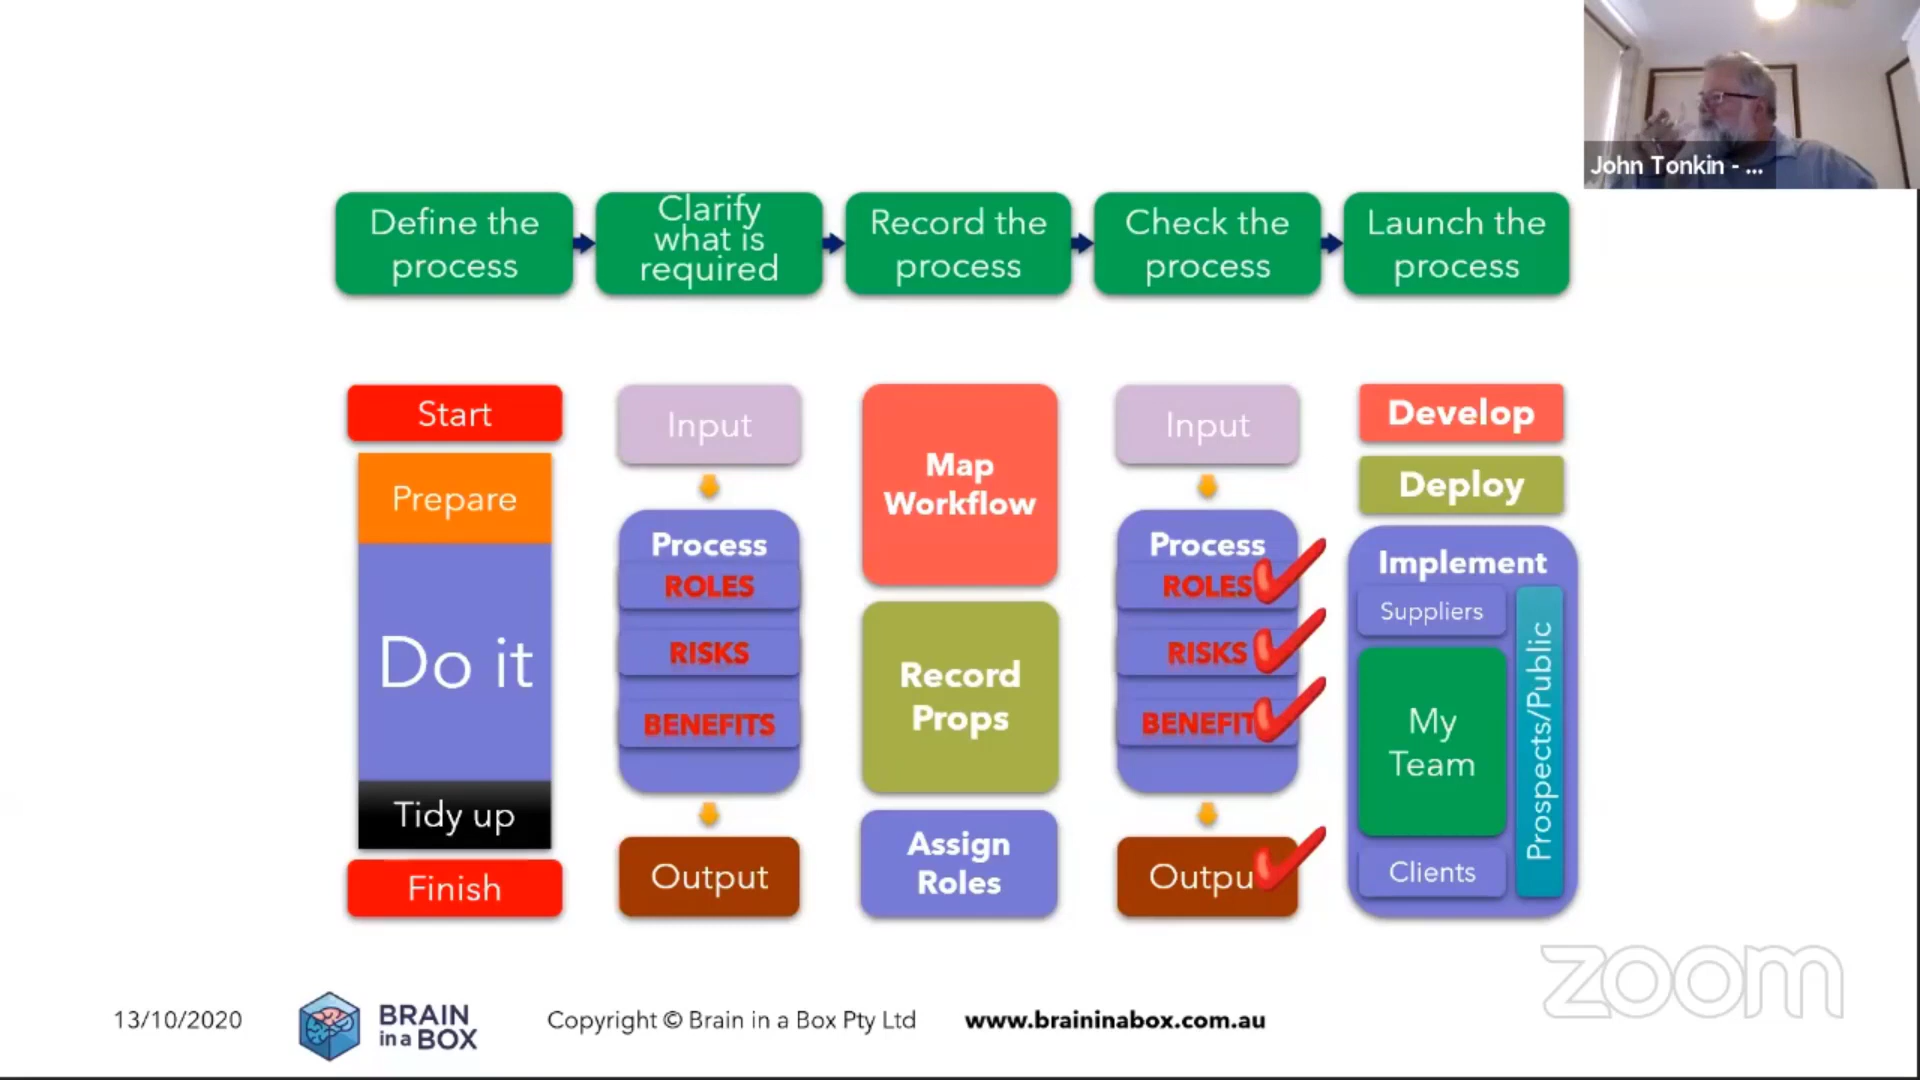 John Tonkin - ...
Define the
process
Clarify
what is
required
Record the
process
Check the
process
Launch the
process
Start
Prepare
Do it
Tidy up
Finish
Input
Process
ROLES
RISKS
BENEFITS
Output
Map
Workflow
Record
Props
Assign
Roles
Input
Process
ROLES
RISKS
BENEFIT
Outpu
Develop
Deploy
Implement
Suppliers
My
Team
Clients
Prospects/Public
zoom
13/10/2020
BRAIN
in a BOX
Copyright © Brain in a Box Pty Ltd
www.braininabox.com.au